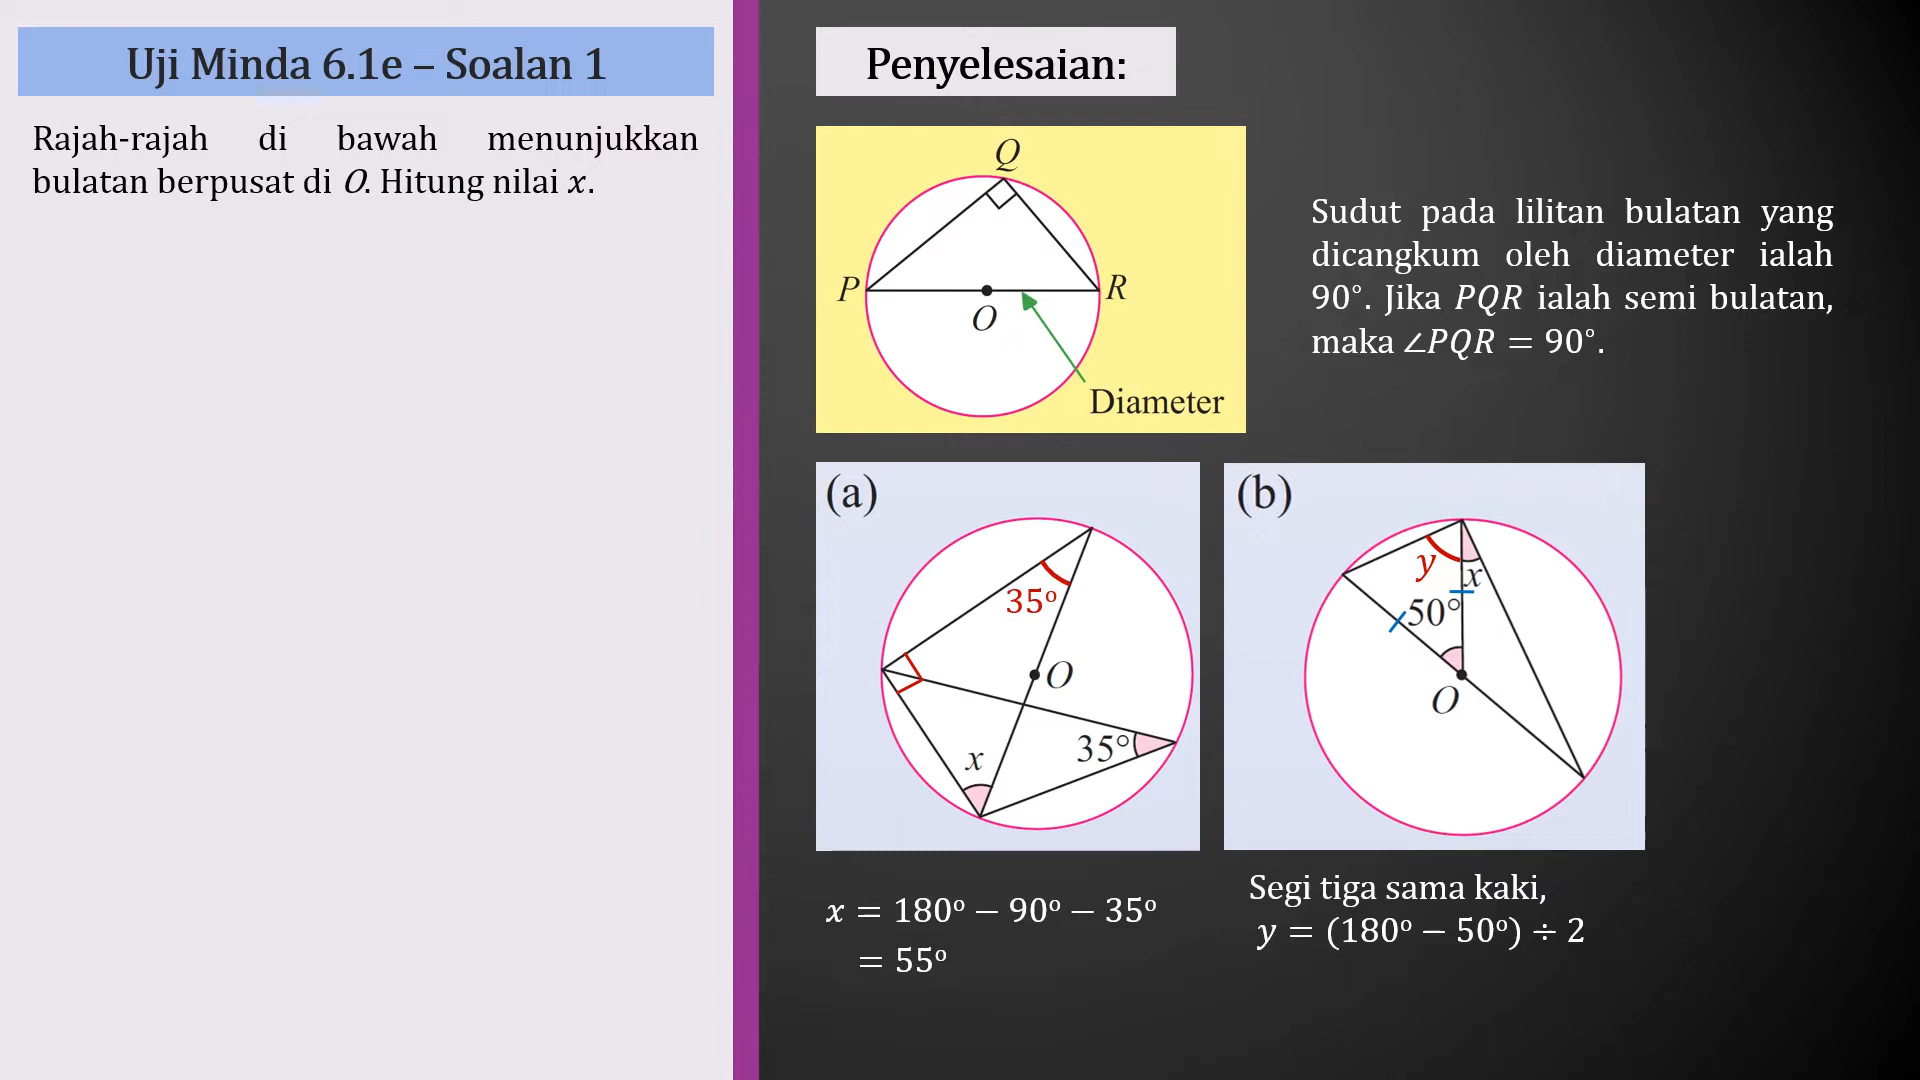 Uji Minda 6.1e – Soalan 1
Rajah-rajah di bawah menunjukkan
bulatan berpusat di O. Hitung nilai x.
Penyelesaian:
Q
P
R
O
Diameter
Sudut pada lilitan bulatan yang
dicangkum oleh diameter ialah
90°. Jika PQR ialah semi bulatan,
maka ∠PQR = 90°.
(a)
35°
O
35°
x
x = 180° − 90° − 35°
= 55°
(b)
y
x
50°
O
Segi tiga sama kaki,
y = (180° − 50°) ÷ 2